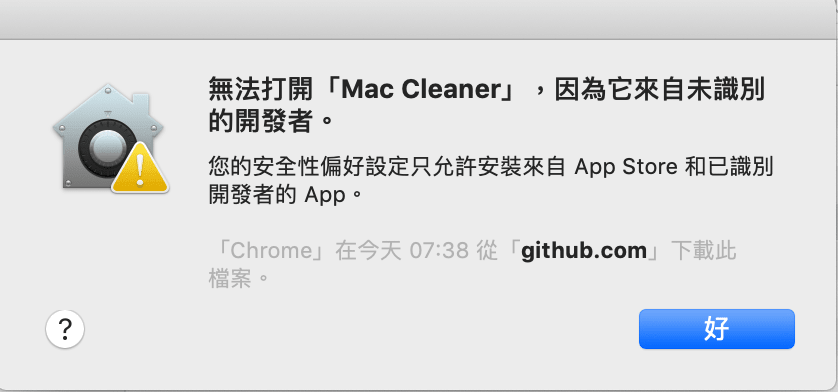 無法打開「Mac Cleaner」，因為它來自未識別
的開發者。
您的安全性偏好設定只允許安裝來自 App Store 和已識別
開發者的 App。
「Chrome」在今天 07:38 從「github.com」下載此
檔案。
?
好